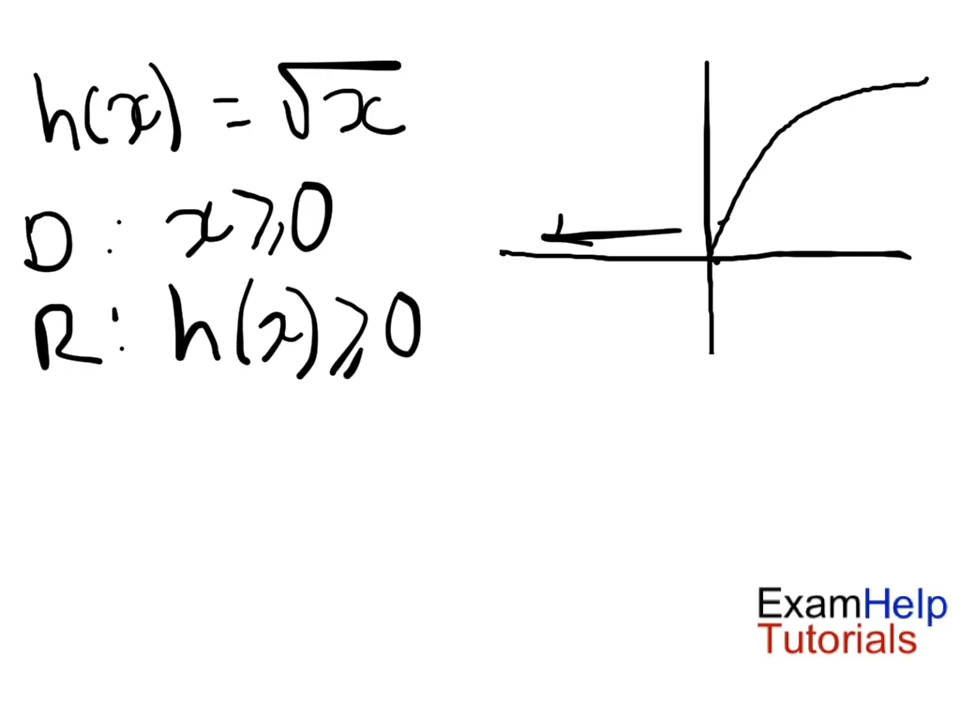 h(x) = √x
D : x ⩾ 0
R : h(x) ⩾ 0
ExamHelp
Tutorials